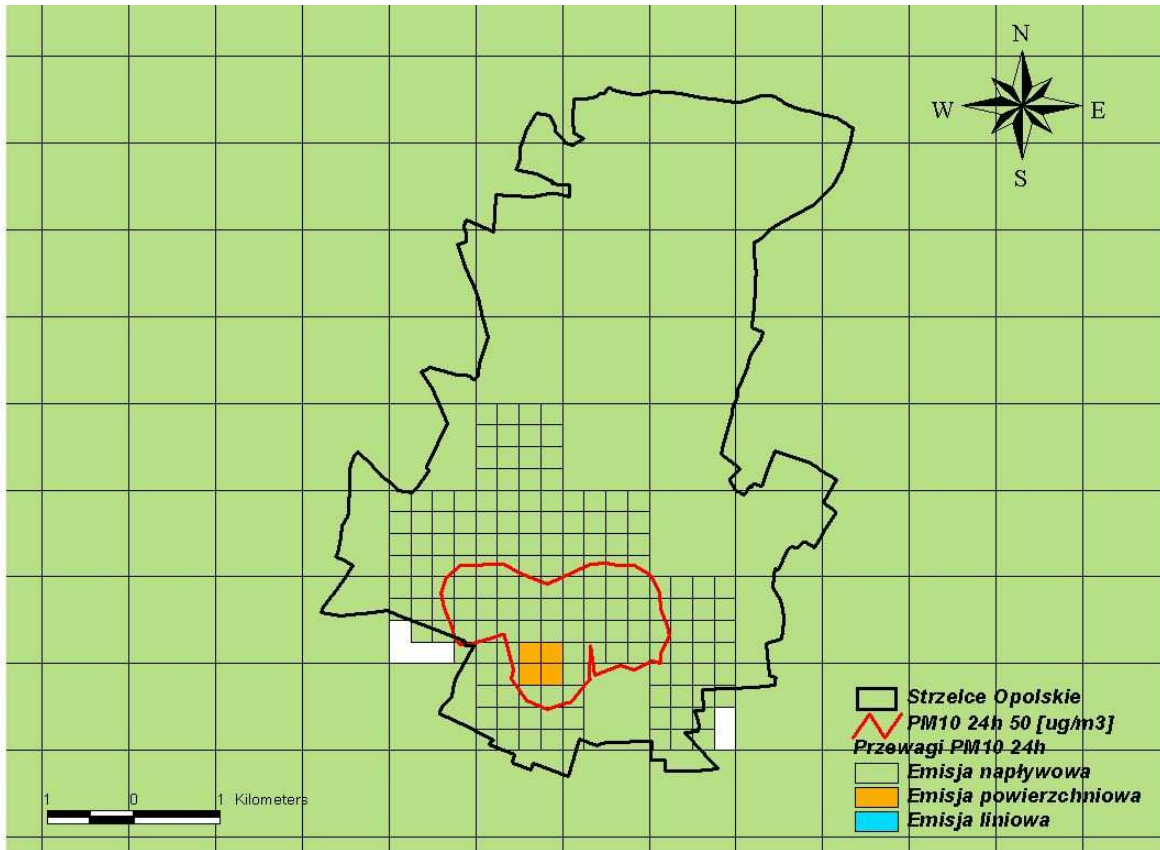 N
W E
S
Strzelce Opolskie
PM10 24h 50 [ug/m3]
Przewagi PM10 24h
Emisja napływowa
Emisja powierzchniowa
Emisja liniowa
1 0 1 Kilometers